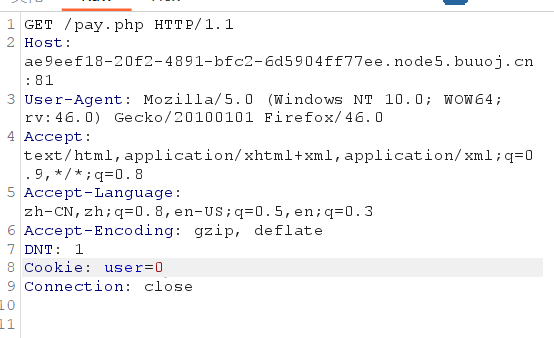 1 GET /pay.php HTTP/1.1
2 Host:
ae9eef18-20f2-4891-bfc2-6d5904ff77ee.node5.buuoj.cn
:81
3 User-Agent: Mozilla/5.0 (Windows NT 10.0; WOW64;
rv:46.0) Gecko/20100101 Firefox/46.0
4 Accept:
text/html,application/xhtml+xml,application/xml;q=0
.9,*/*;q=0.8
5 Accept-Language:
zh-CN,zh;q=0.8,en-US;q=0.5,en;q=0.3
6 Accept-Encoding: gzip, deflate
7 DNT: 1
8 Cookie: user=0
9 Connection: close
10
11